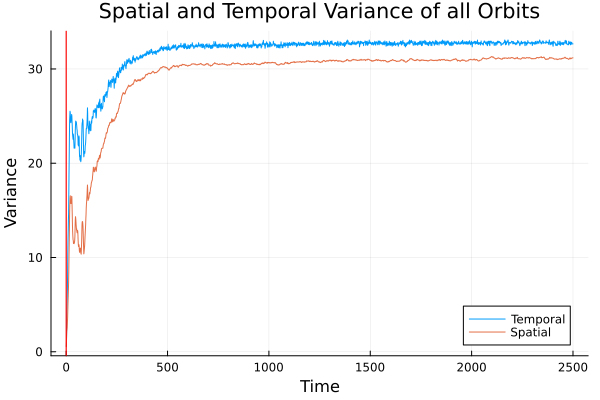 Spatial and Temporal Variance of all Orbits
Variance
30
20
10
0
Temporal
Spatial
0 500 1000 1500 2000 2500
Time